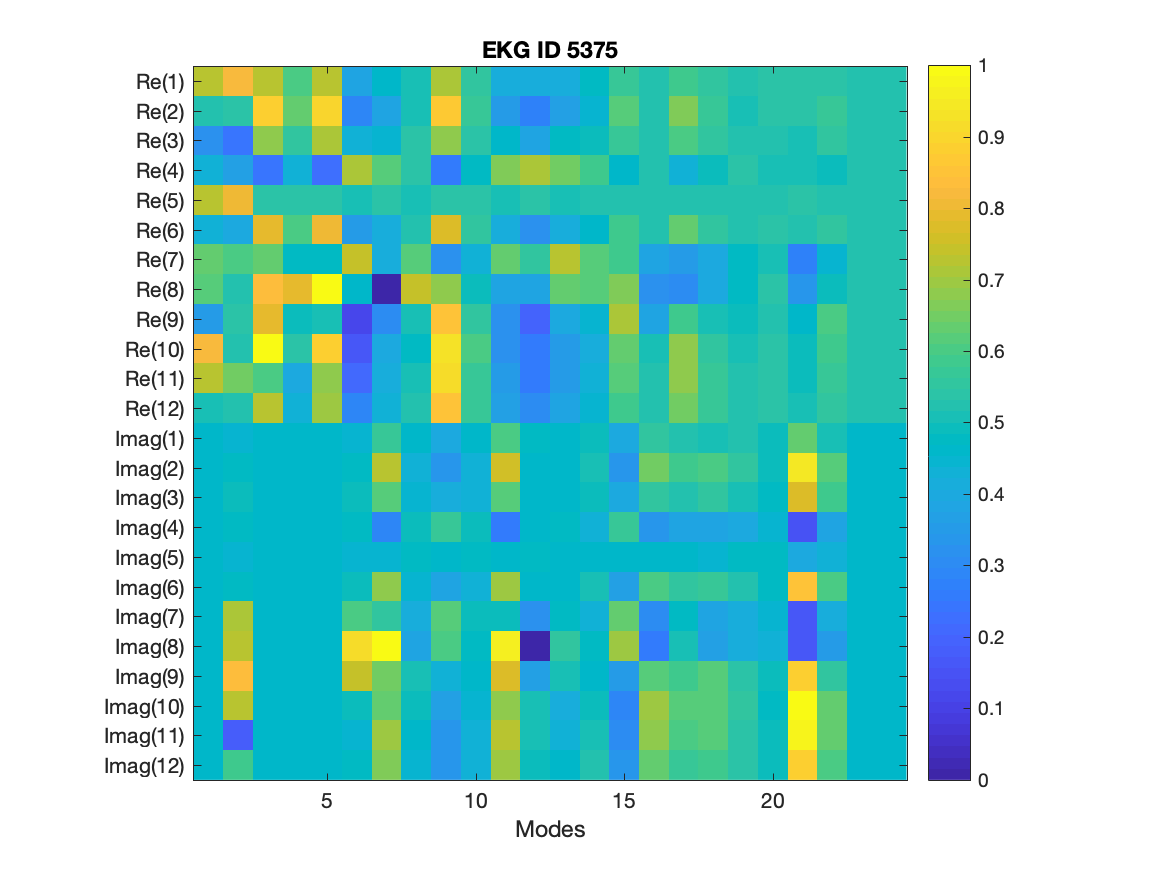 EKG ID 5375
Re(1)
Re(2)
Re(3)
Re(4)
Re(5)
Re(6)
Re(7)
Re(8)
Re(9)
Re(10)
Re(11)
Re(12)
Imag(1)
Imag(2)
Imag(3)
Imag(4)
Imag(5)
Imag(6)
Imag(7)
Imag(8)
Imag(9)
Imag(10)
Imag(11)
Imag(12)
5 10 15 20
Modes
1
0.9
0.8
0.7
0.6
0.5
0.4
0.3
0.2
0.1
0